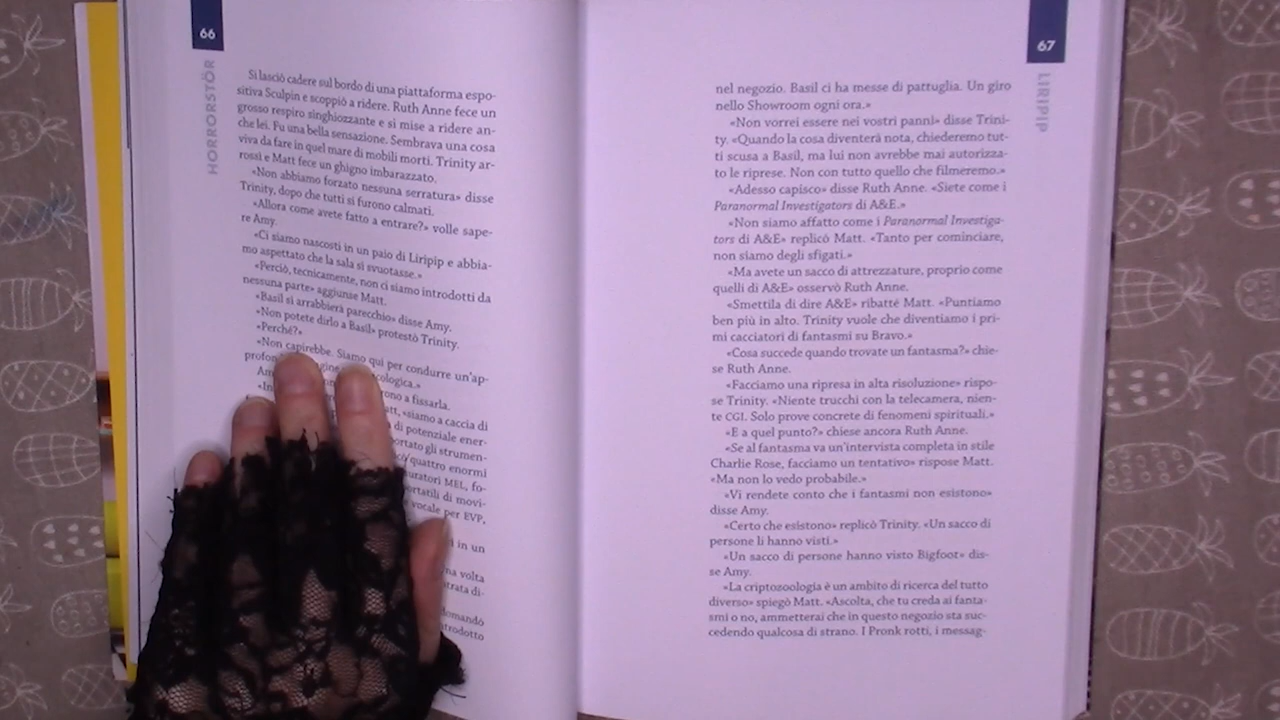 66
HORRORSTÖR
Si lasciò cadere sul bordo di una piattaforma espo-
sitiva Sculpin e scoppiò a ridere. Ruth Anne fece un
grosso respiro singhiozzante e si mise a ridere an-
che lei. Fu una bella sensazione. Sembrava una cosa
viva da fare in quel mare di mobili morti. Trinity ar-
rossì e Matt fece un ghigno imbarazzato.
«Non abbiamo forzato nessuna serratura» disse
Trinity, dopo che tutti si furono calmati.
«Allora come avete fatto a entrare?» volle sape-
re Amy.
«Ci siamo nascosti in un paio di Liripip e abbia-
mo aspettato che la sala si svuotasse.»
«Perciò, tecnicamente, non ci siamo introdotti da
nessuna parte» aggiunse Matt.
«Basil si arrabbierà parecchio» disse Amy.
«Non potete dirlo a Basil» protestò Trinity.
«Perché?»
«Non capirebbe. Siamo qui per condurre un'ap-
profon
Am rono a fissarla.
«In att, «siamo a caccia di
di potenziale ener-
ortato gli strumen-
quattro enormi
uratori MEL, fo-
ortatili di movi-
vocale per EVP,
i in un
na volta
trata di-
domandò
trodotto
67
LIRIPIP
nel negozio. Basil ci ha messe di pattuglia. Un giro
nello Showroom ogni ora.»
«Non vorrei essere nei vostri panni» disse Trini-
ty. «Quando la cosa diventerà nota, chiederemo tut-
ti scusa a Basil, ma lui non avrebbe mai autorizza-
to le riprese. Non con tutto quello che filmeremo.»
«Adesso capisco» disse Ruth Anne. «Siete come i
Paranormal Investigators di A&E.»
«Non siamo affatto come i Paranormal Investiga-
tors di A&E» replicò Matt. «Tanto per cominciare,
non siamo degli sfigati.»
«Ma avete un sacco di attrezzature, proprio come
quelli di A&E» osservò Ruth Anne.
«Smettila di dire A&E» ribatté Matt. «Puntiamo
ben più in alto. Trinity vuole che diventiamo i pri-
mi cacciatori di fantasmi su Bravo.»
«Cosa succede quando trovate un fantasma?» chie-
se Ruth Anne.
«Facciamo una ripresa in alta risoluzione» rispo-
se Trinity. «Niente trucchi con la telecamera, nien-
te CGI. Solo prove concrete di fenomeni spirituali.»
«E a quel punto?» chiese ancora Ruth Anne.
«Se al fantasma va un'intervista completa in stile
Charlie Rose, facciamo un tentativo» rispose Matt.
«Ma non lo vedo probabile.»
«Vi rendete conto che i fantasmi non esistono»
disse Amy.
«Certo che esistono» replicò Trinity. «Un sacco di
persone li hanno visti.»
«Un sacco di persone hanno visto Bigfoot» dis-
se Amy.
«La criptozoologia è un ambito di ricerca del tutto
diverso» spiegò Matt. «Ascolta, che tu creda ai fanta-
smi o no, ammetterai che in questo negozio sta suc-
cedendo qualcosa di strano. I Pronk rotti, i messag-